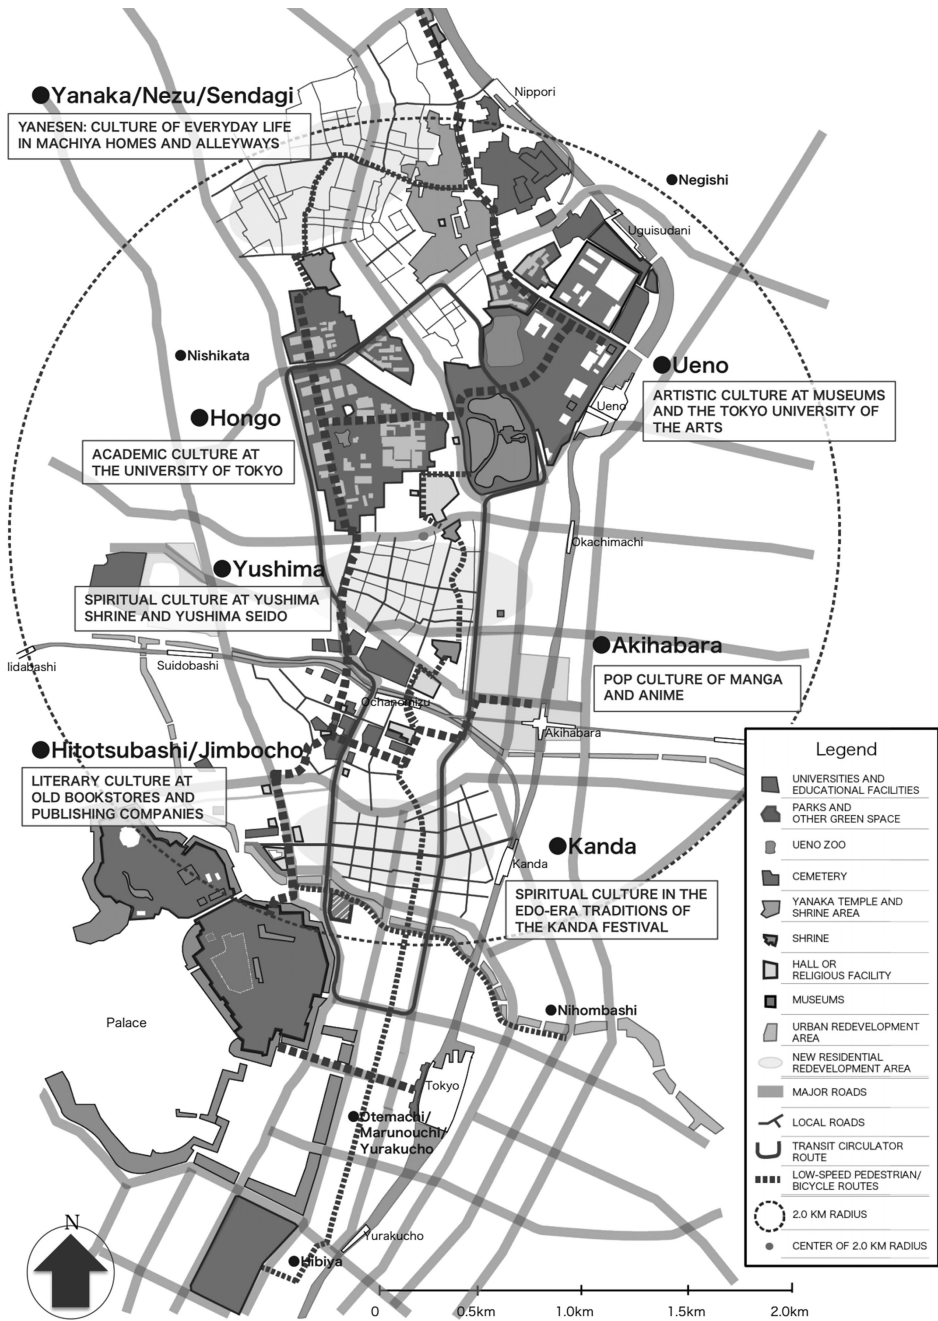 Nippori
●Yanaka/Nezu/Sendagi
YANESEN: CULTURE OF EVERYDAY LIFE
IN MACHIYA HOMES AND ALLEYWAYS
●Negishi
Uguisudani
●Nishikata
●Ueno
ARTISTIC CULTURE AT MUSEUMS
AND THE TOKYO UNIVERSITY OF
THE ARTS
Ueno
●Hongo
ACADEMIC CULTURE AT
THE UNIVERSITY OF TOKYO
Okachimachi
●Yushima
SPIRITUAL CULTURE AT YUSHIMA
SHRINE AND YUSHIMA SEIDO
●Akihabara
POP CULTURE OF MANGA
AND ANIME
Iidabashi
Suidobashi
Ochanomizu
Akihabara
●Hitotsubashi/Jimbocho
LITERARY CULTURE AT
OLD BOOKSTORES AND
PUBLISHING COMPANIES
●Kanda
Kanda
SPIRITUAL CULTURE IN THE
EDO-ERA TRADITIONS OF
THE KANDA FESTIVAL
●Nihombashi
Palace
Tokyo
●Otemachi/
Marunouchi/
Yurakucho
Yurakucho
●Hibiya
N
0 0.5km 1.0km 1.5km 2.0km
Legend
UNIVERSITIES AND
EDUCATIONAL FACILITIES
PARKS AND
OTHER GREEN SPACE
UENO ZOO
CEMETERY
YANAKA TEMPLE AND
SHRINE AREA
SHRINE
HALL OR
RELIGIOUS FACILITY
MUSEUMS
URBAN REDEVELOPMENT
AREA
NEW RESIDENTIAL
REDEVELOPMENT AREA
MAJOR ROADS
LOCAL ROADS
TRANSIT CIRCULATOR
ROUTE
LOW-SPEED PEDESTRIAN/
BICYCLE ROUTES
2.0 KM RADIUS
CENTER OF 2.0 KM RADIUS